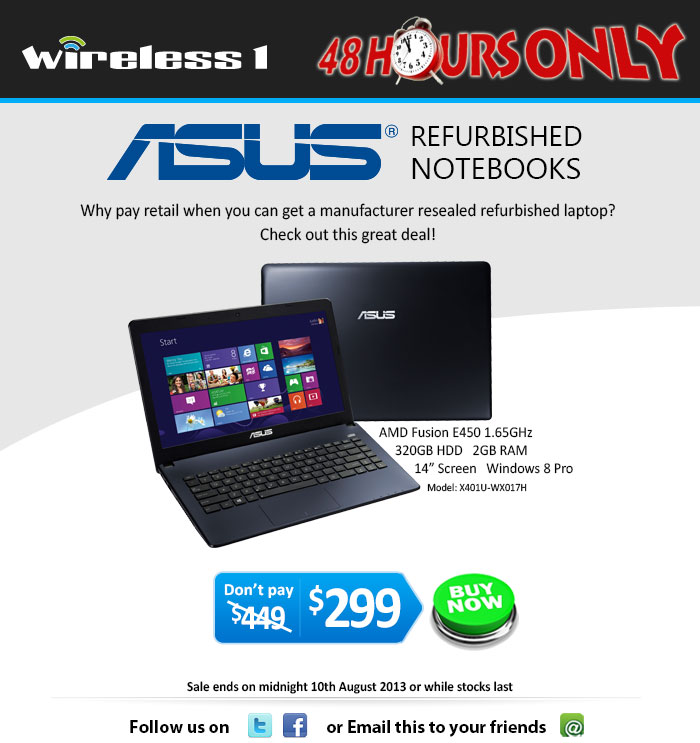 wireless 1
48 HOURS ONLY
ASUS® REFURBISHED
NOTEBOOKS
Why pay retail when you can get a manufacturer resealed refurbished laptop?
Check out this great deal!
ASUS
Start
ASUS
AMD Fusion E450 1.65GHz
320GB HDD 2GB RAM
14" Screen Windows 8 Pro
Model: X401U-WX017H
Don't pay
$449
$299
BUY
NOW
Sale ends on midnight 10th August 2013 or while stocks last
Follow us on t f or Email this to your friends @